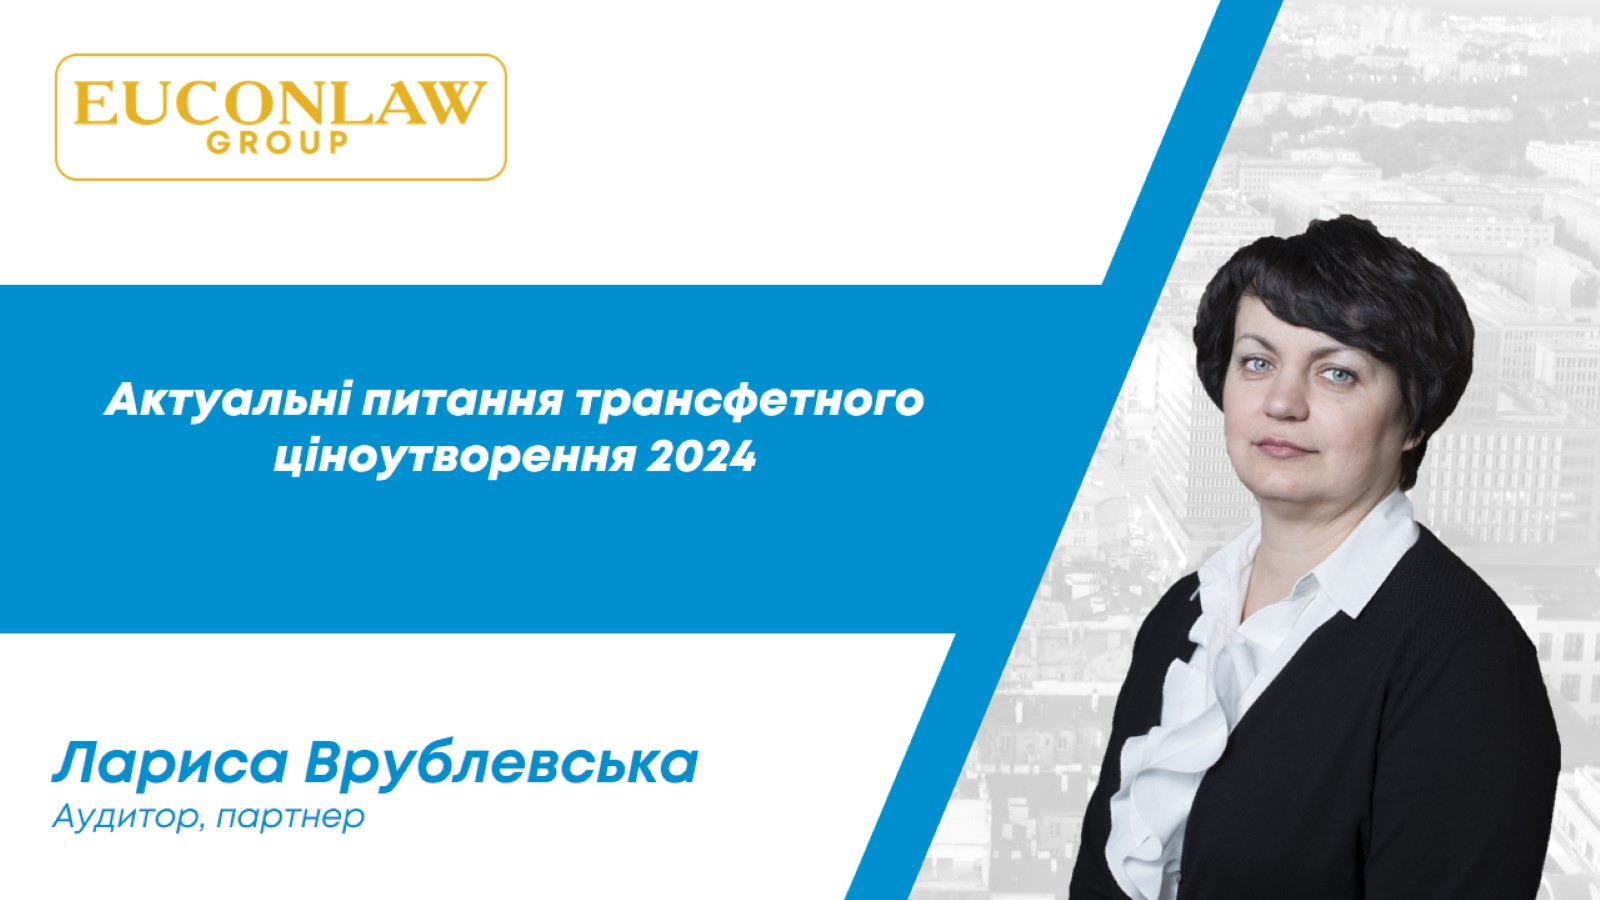 EUCONLAW
GROUP
Актуальні питання трансфетного
ціноутворення 2024
Лариса Врублевська
Аудитор, партнер